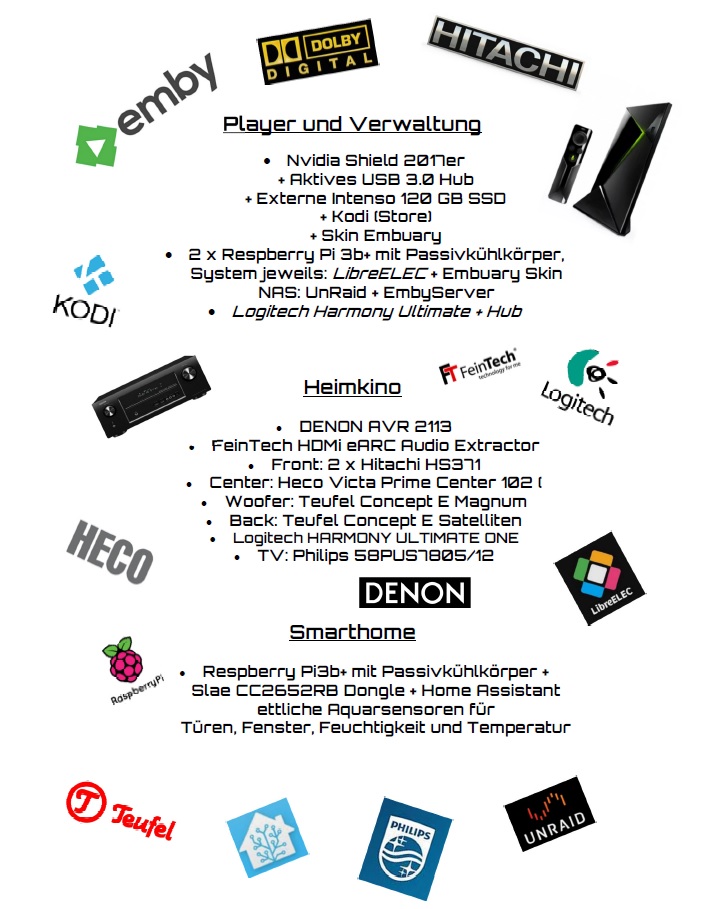 emby
DOLBY
DIGITAL
HITACHI
Player und Verwaltung
• Nvidia Shield 2017er
+ Aktives USB 3.0 Hub
+ Externe Intenso 120 GB SSD
+ Kodi (Store)
+ Skin Embuary
• 2 x Respberry Pi 3b+ mit Passivkühlkörper,
System jeweils: LibreELEC + Embuary Skin
NAS: UnRaid + EmbyServer
• Logitech Harmony Ultimate + Hub
KODI
FT FeinTech®
technology for me
Logitech
Heimkino
• DENON AVR 2113
• FeinTech HDMi eARC Audio Extractor
• Front: 2 x Hitachi HS371
• Center: Heco Victa Prime Center 102 (
• Woofer: Teufel Concept E Magnum
• Back: Teufel Concept E Satelliten
• Logitech HARMONY ULTIMATE ONE
• TV: Philips 58PUS7805/12
HECO
LibreELEC
DENON
Smarthome
RaspberryPi
• Respberry Pi3b+ mit Passivkühlkörper +
Slae CC2652RB Dongle + Home Assistant
ettliche Aquarsensoren für
Türen, Fenster, Feuchtigkeit und Temperatur
T Teufel
PHILIPS
UNRAID